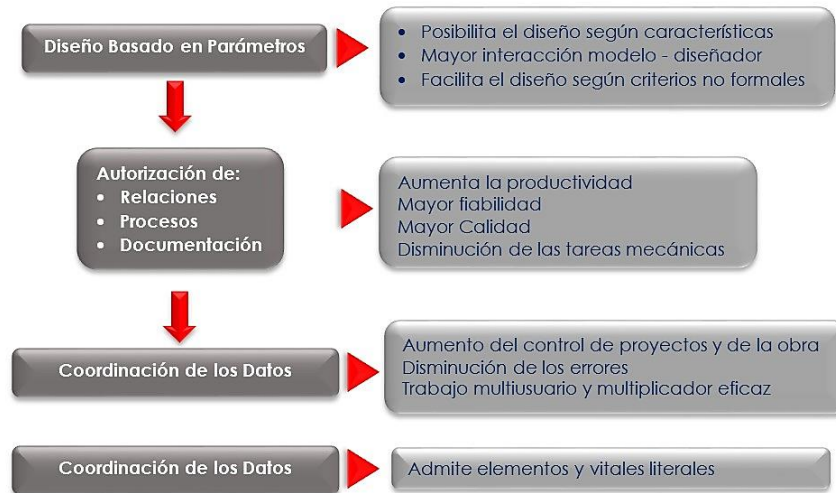 Diseño Basado en Parámetros
• Posibilita el diseño según características
• Mayor interacción modelo - diseñador
• Facilita el diseño según criterios no formales
Autorización de:
• Relaciones
• Procesos
• Documentación
Aumenta la productividad
Mayor fiabilidad
Mayor Calidad
Disminución de las tareas mecánicas
Coordinación de los Datos
Aumento del control de proyectos y de la obra
Disminución de los errores
Trabajo multiusuario y multiplicador eficaz
Coordinación de los Datos
Admite elementos y vitales literales